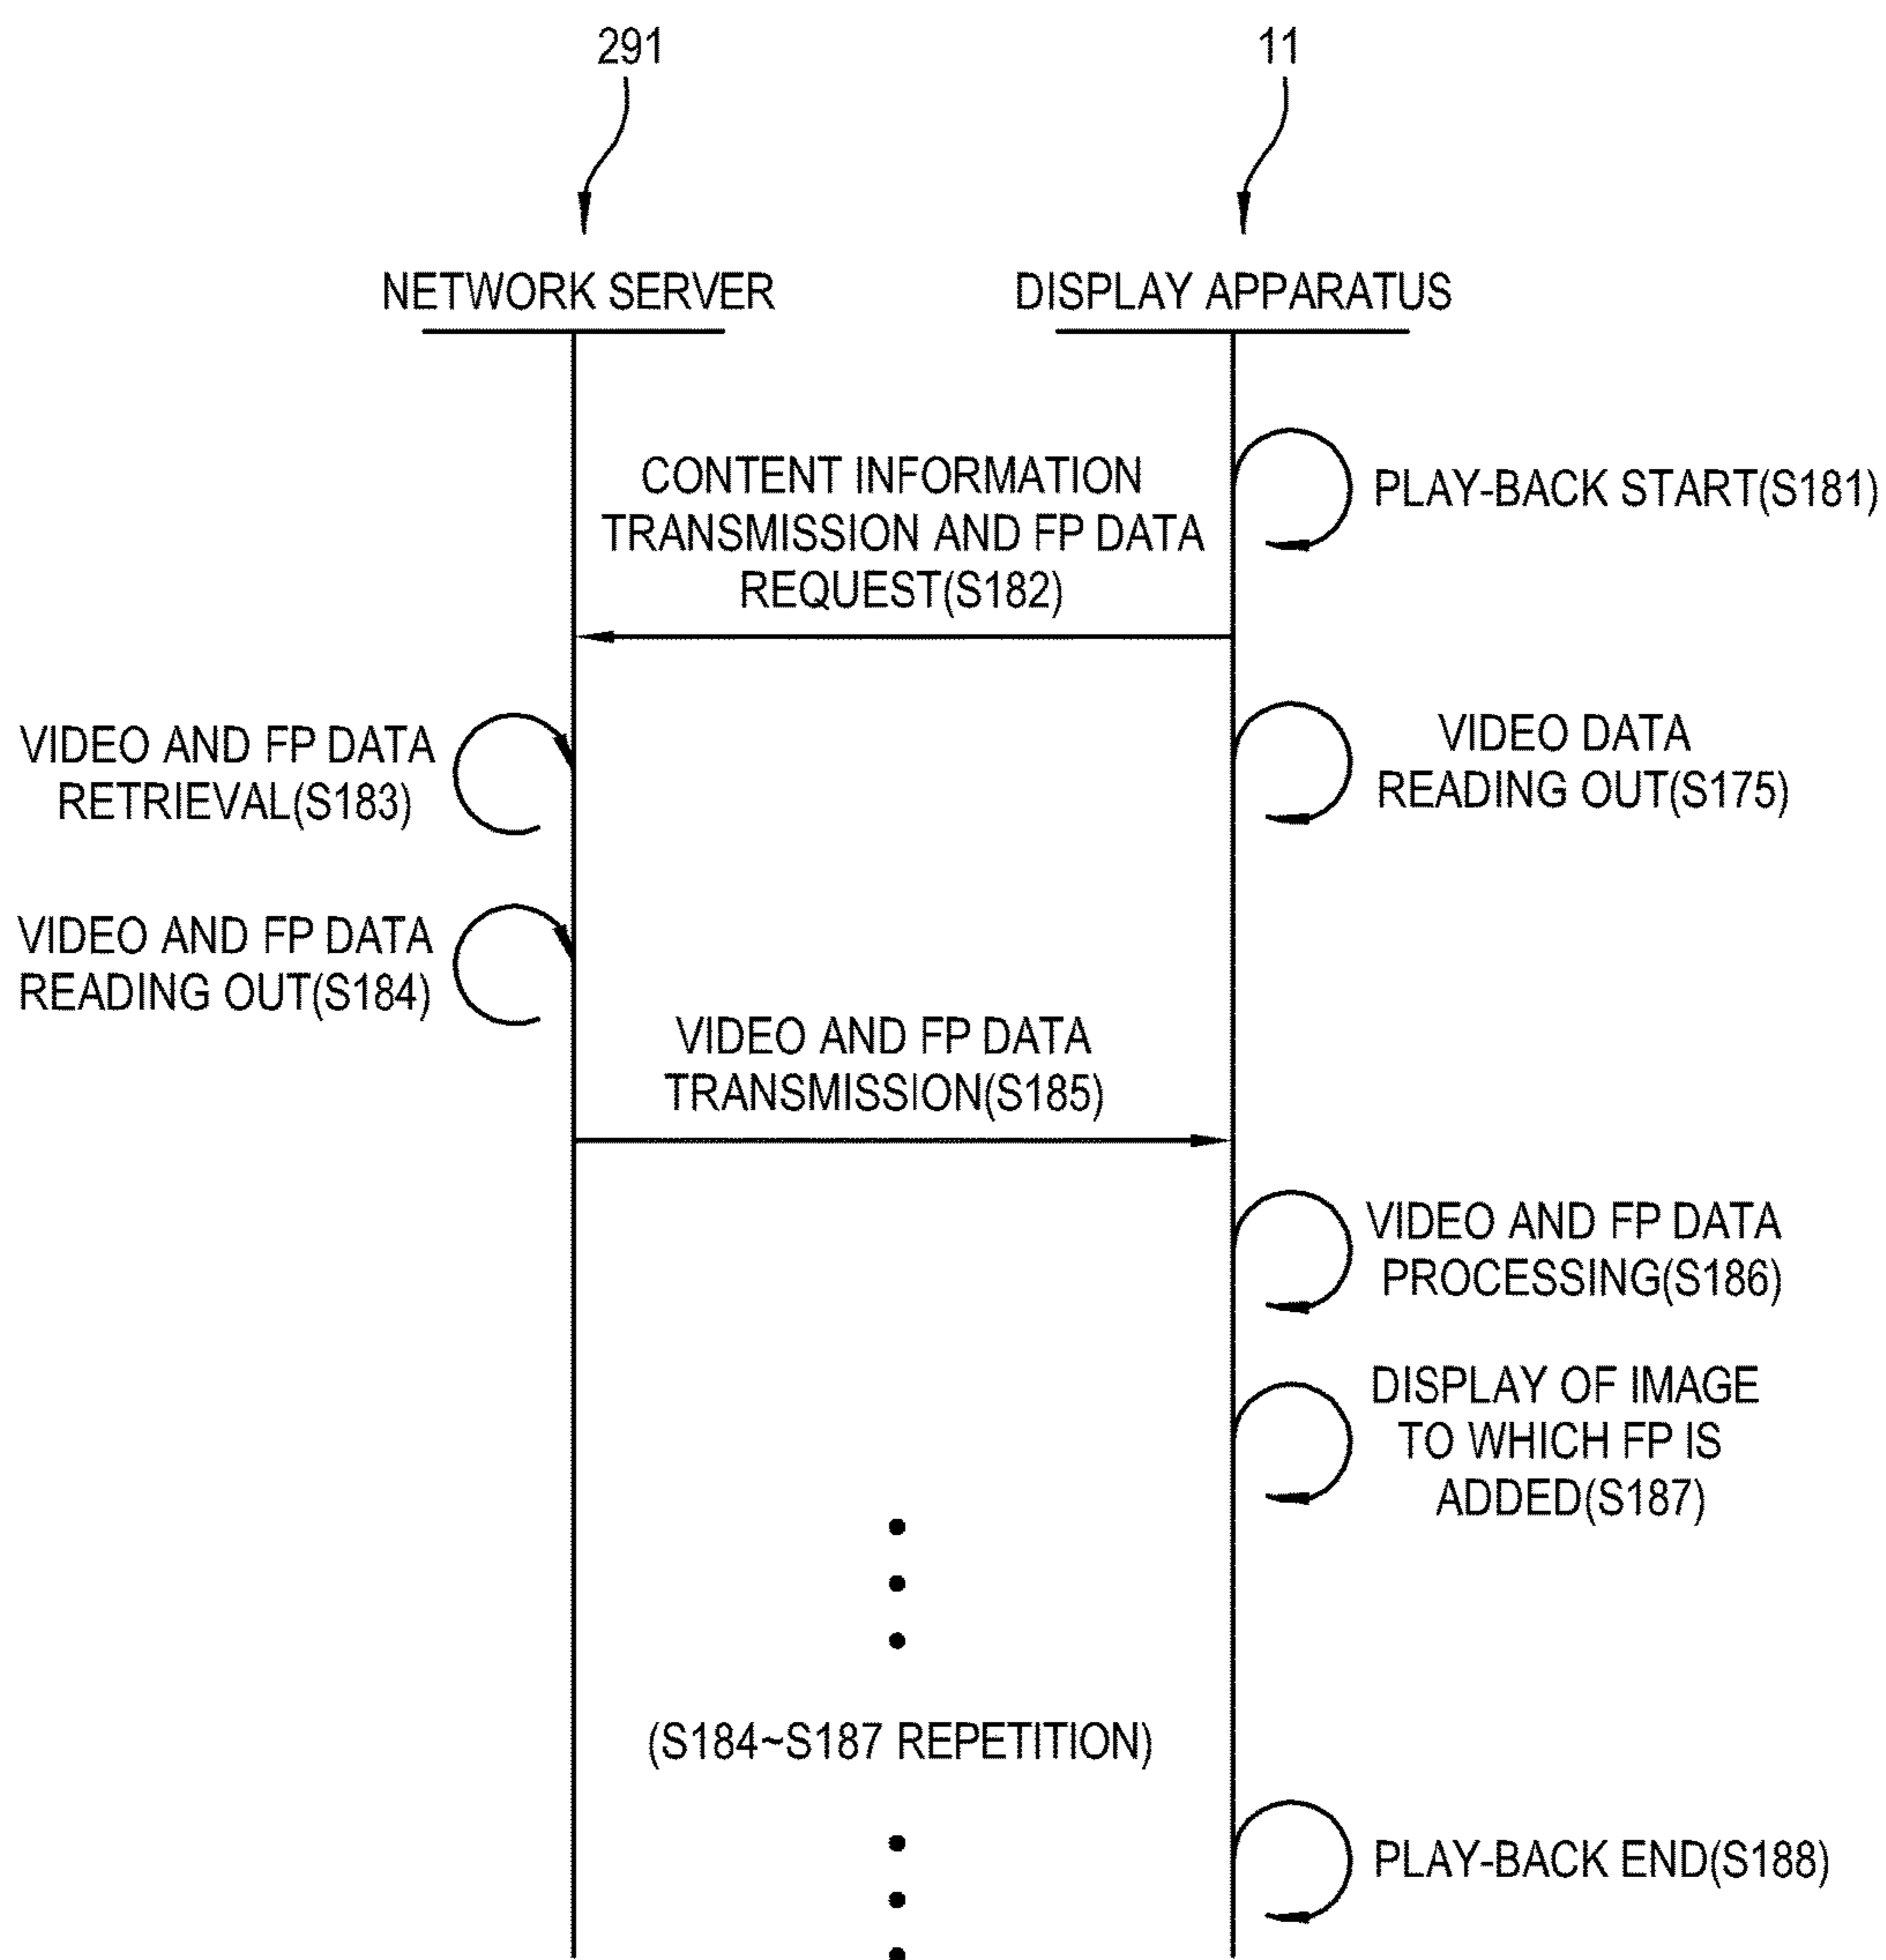 291
11
NETWORK SERVER
DISPLAY APPARATUS
PLAY-BACK START(S181)
CONTENT INFORMATION
TRANSMISSION AND FP DATA
REQUEST(S182)
VIDEO AND FP DATA
RETRIEVAL(S183)
VIDEO DATA
READING OUT(S175)
VIDEO AND FP DATA
READING OUT(S184)
VIDEO AND FP DATA
TRANSMISSION(S185)
VIDEO AND FP DATA
PROCESSING(S186)
DISPLAY OF IMAGE
TO WHICH FP IS
ADDED(S187)
(S184~S187 REPETITION)
PLAY-BACK END(S188)